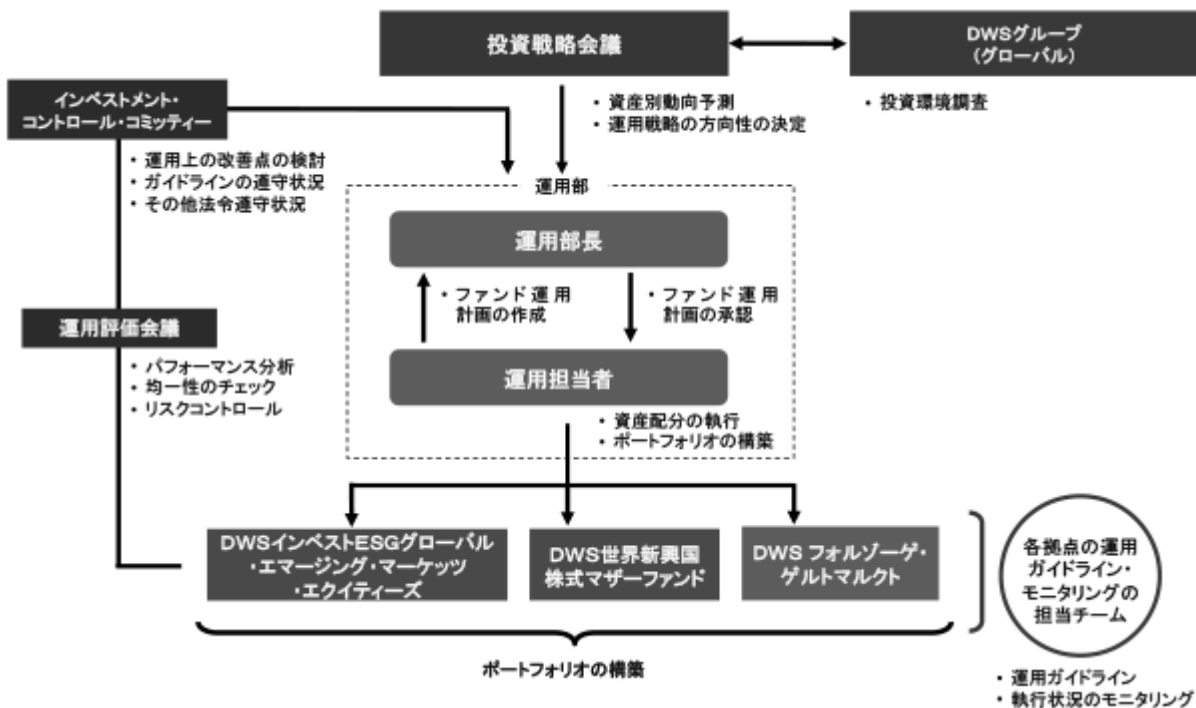 投資戦略会議
DWSグループ
(グローバル)
インベストメント・
コントロール・コミッティー
・ 資産別動向予測
・ 運用戦略の方向性の決定
・ 投資環境調査
・ 運用上の改善点の検討
・ ガイドラインの遵守状況
・ その他法令遵守状況
運用部
運用部長
・ ファンド運用
計画の作成
・ ファンド運用
計画の承認
運用評価会議
・ パフォーマンス分析
・ 均一性のチェック
・ リスクコントロール
運用担当者
・ 資産配分の執行
・ ポートフォリオの構築
DWSインベストESGグローバル
・エマージング・マーケッツ
・エクイティーズ
DWS世界新興国
株式マザーファンド
DWS フォルゾーゲ・
ゲルトマルクト
各拠点の運用
ガイドライン・
モニタリングの
担当チーム
ポートフォリオの構築
・ 運用ガイドライン
・ 執行状況のモニタリング